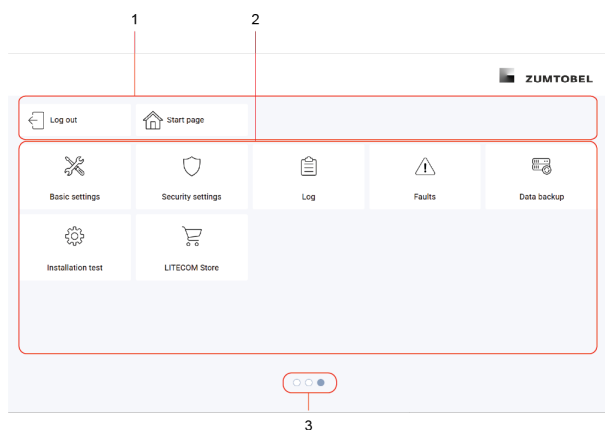 1 2
ZUMTOBEL
Log out Start page
Basic settings Security settings Log Faults Data backup
Installation test LITECOM Store
3